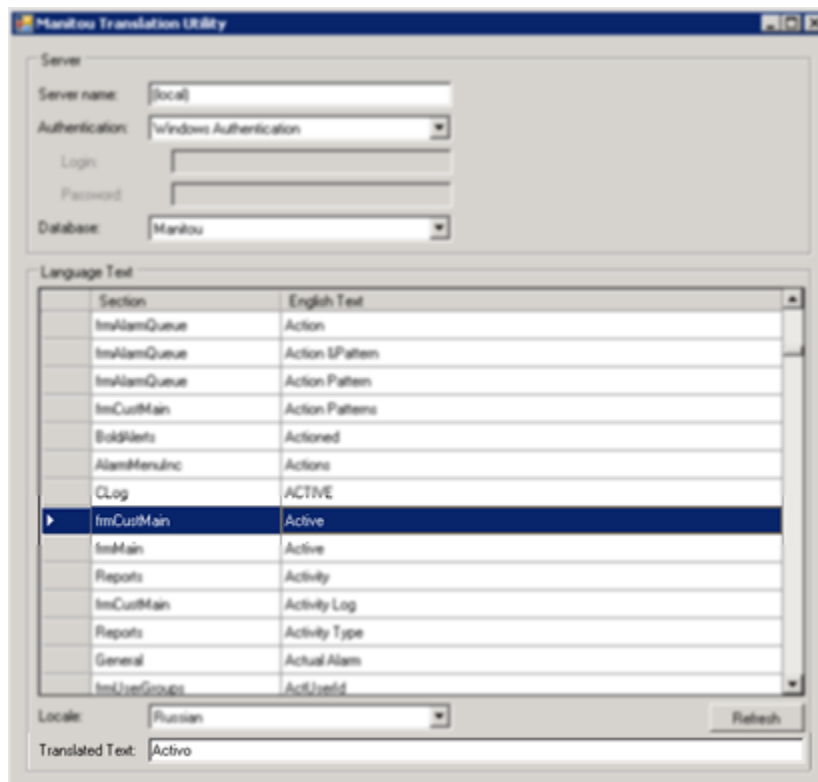 Manitou Translation Utility
Server
Server name: (local)
Authentication: Windows Authentication
Login:
Password:
Database: Manitou
Language Text
Section English Text
frmAlarmQueue Action
frmAlarmQueue Action &Pattern
frmAlarmQueue Action Pattern
frmCustMain Action Patterns
BoldAlerts Actioned
AlarmMenuInc Actions
CLog ACTIVE
frmCustMain Active
frmMain Active
Reports Activity
frmCustMain Activity Log
Reports Activity Type
General Actual Alarm
frmUserGroups ActUserId
Locale: Russian Refresh
Translated Text: Activo